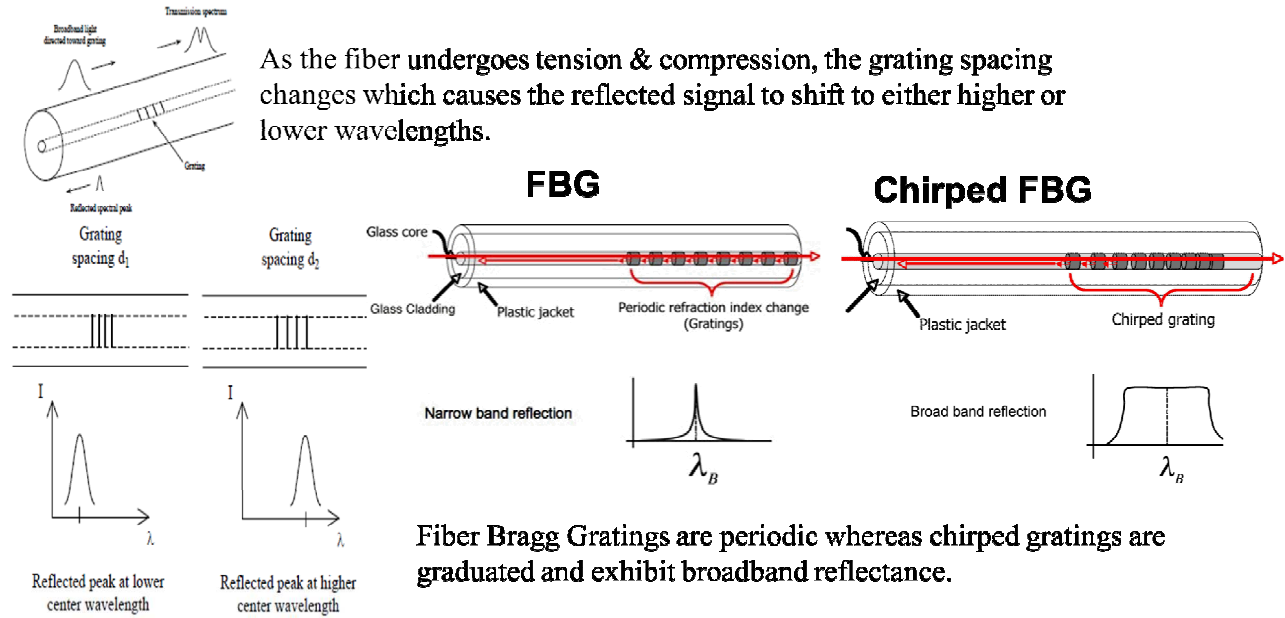 Transmission spectrum
Broadband light
directed toward grating
Grating
Reflected spectral peak
As the fiber undergoes tension & compression, the grating spacing
changes which causes the reflected signal to shift to either higher or
lower wavelengths.
Grating
spacing d₁
Grating
spacing d₂
I
λ
I
λ
Reflected peak at lower
center wavelength
Reflected peak at higher
center wavelength
FBG
Glass core
Glass Cladding
Plastic jacket
Periodic refraction index change
(Gratings)
Narrow band reflection
λ_B
Chirped FBG
Plastic jacket
Chirped grating
Broad band reflection
λ_B
Fiber Bragg Gratings are periodic whereas chirped gratings are
graduated and exhibit broadband reflectance.